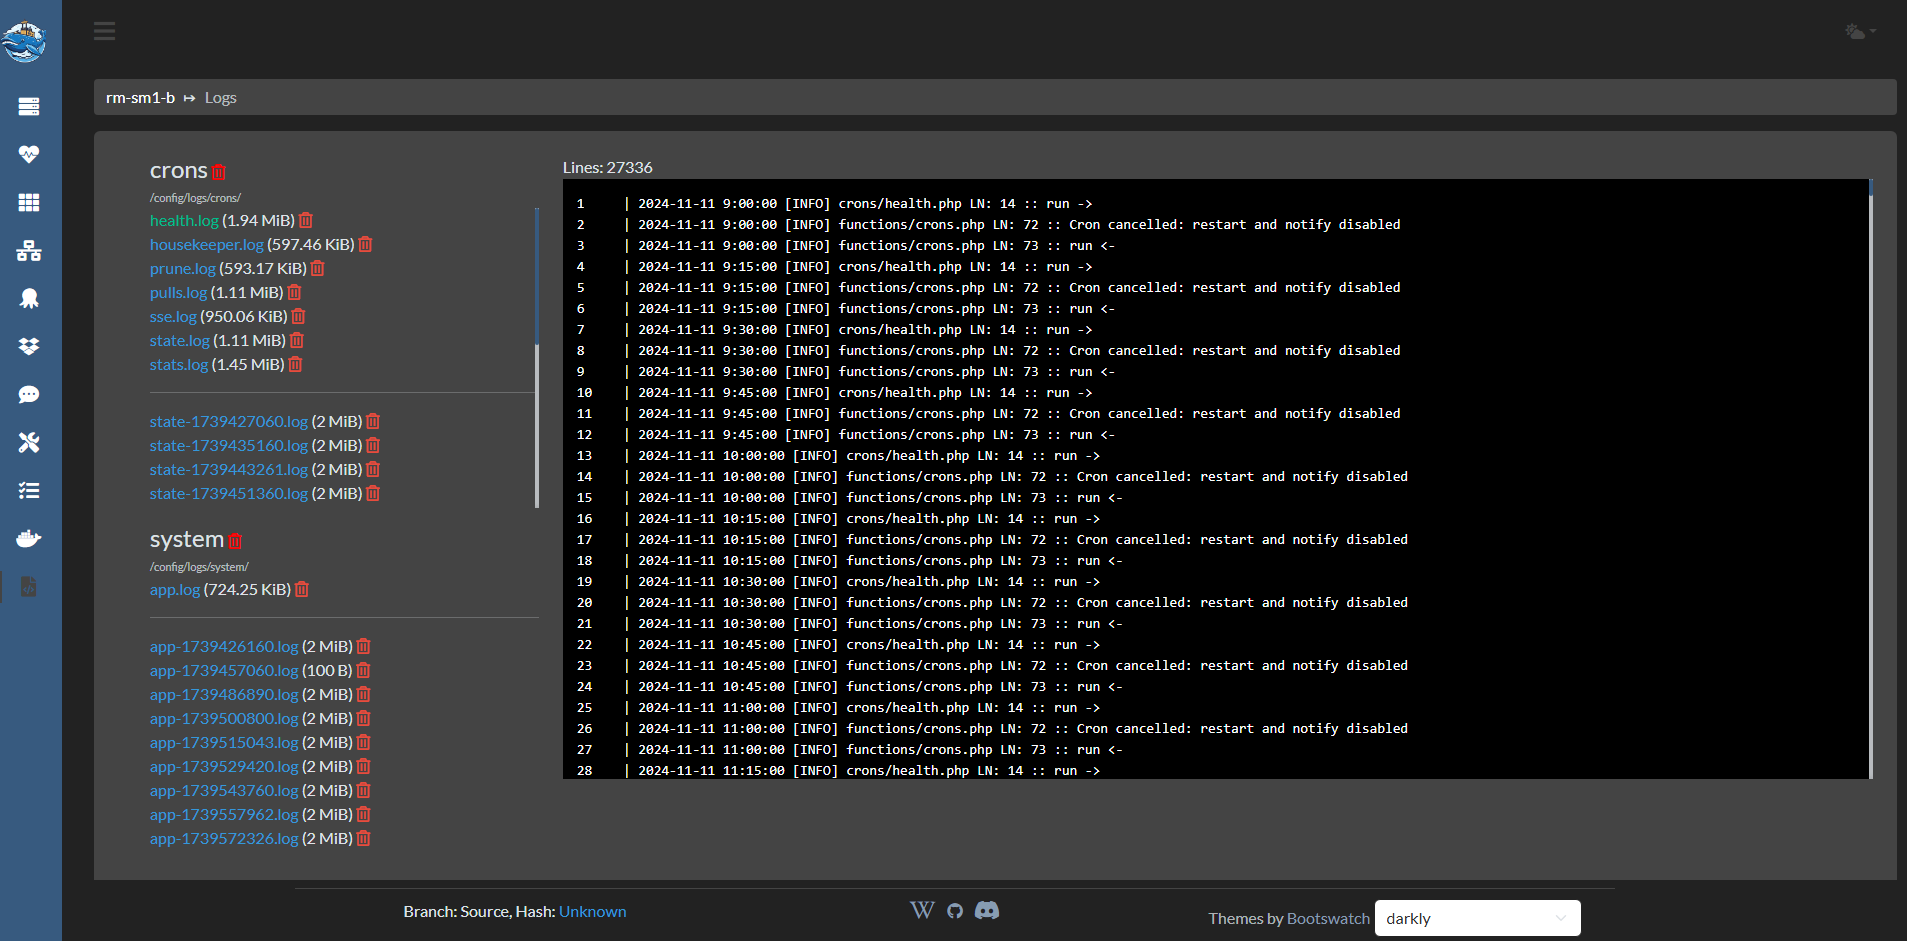 rm-sm1-b ↦ Logs
crons
/config/logs/crons/
health.log (1.94 MiB)
housekeeper.log (597.46 KiB)
prune.log (593.17 KiB)
pulls.log (1.11 MiB)
sse.log (950.06 KiB)
state.log (1.11 MiB)
stats.log (1.45 MiB)
state-1739427060.log (2 MiB)
state-1739435160.log (2 MiB)
state-1739443261.log (2 MiB)
state-1739451360.log (2 MiB)
system
/config/logs/system/
app.log (724.25 KiB)
app-1739426160.log (2 MiB)
app-1739457060.log (100 B)
app-1739486890.log (2 MiB)
app-1739500800.log (2 MiB)
app-1739515043.log (2 MiB)
app-1739529420.log (2 MiB)
app-1739543760.log (2 MiB)
app-1739557962.log (2 MiB)
app-1739572326.log (2 MiB)
Lines: 27336
1 | 2024-11-11 9:00:00 [INFO] crons/health.php LN: 14 :: run ->
2 | 2024-11-11 9:00:00 [INFO] functions/crons.php LN: 72 :: Cron cancelled: restart and notify disabled
3 | 2024-11-11 9:00:00 [INFO] functions/crons.php LN: 73 :: run <-
4 | 2024-11-11 9:15:00 [INFO] crons/health.php LN: 14 :: run ->
5 | 2024-11-11 9:15:00 [INFO] functions/crons.php LN: 72 :: Cron cancelled: restart and notify disabled
6 | 2024-11-11 9:15:00 [INFO] functions/crons.php LN: 73 :: run <-
7 | 2024-11-11 9:30:00 [INFO] crons/health.php LN: 14 :: run ->
8 | 2024-11-11 9:30:00 [INFO] functions/crons.php LN: 72 :: Cron cancelled: restart and notify disabled
9 | 2024-11-11 9:30:00 [INFO] functions/crons.php LN: 73 :: run <-
10 | 2024-11-11 9:45:00 [INFO] crons/health.php LN: 14 :: run ->
11 | 2024-11-11 9:45:00 [INFO] functions/crons.php LN: 72 :: Cron cancelled: restart and notify disabled
12 | 2024-11-11 9:45:00 [INFO] functions/crons.php LN: 73 :: run <-
13 | 2024-11-11 10:00:00 [INFO] crons/health.php LN: 14 :: run ->
14 | 2024-11-11 10:00:00 [INFO] functions/crons.php LN: 72 :: Cron cancelled: restart and notify disabled
15 | 2024-11-11 10:00:00 [INFO] functions/crons.php LN: 73 :: run <-
16 | 2024-11-11 10:15:00 [INFO] crons/health.php LN: 14 :: run ->
17 | 2024-11-11 10:15:00 [INFO] functions/crons.php LN: 72 :: Cron cancelled: restart and notify disabled
18 | 2024-11-11 10:15:00 [INFO] functions/crons.php LN: 73 :: run <-
19 | 2024-11-11 10:30:00 [INFO] crons/health.php LN: 14 :: run ->
20 | 2024-11-11 10:30:00 [INFO] functions/crons.php LN: 72 :: Cron cancelled: restart and notify disabled
21 | 2024-11-11 10:30:00 [INFO] functions/crons.php LN: 73 :: run <-
22 | 2024-11-11 10:45:00 [INFO] crons/health.php LN: 14 :: run ->
23 | 2024-11-11 10:45:00 [INFO] functions/crons.php LN: 72 :: Cron cancelled: restart and notify disabled
24 | 2024-11-11 10:45:00 [INFO] functions/crons.php LN: 73 :: run <-
25 | 2024-11-11 11:00:00 [INFO] crons/health.php LN: 14 :: run ->
26 | 2024-11-11 11:00:00 [INFO] functions/crons.php LN: 72 :: Cron cancelled: restart and notify disabled
27 | 2024-11-11 11:00:00 [INFO] functions/crons.php LN: 73 :: run <-
28 | 2024-11-11 11:15:00 [INFO] crons/health.php LN: 14 :: run ->
Branch: Source, Hash: Unknown
Themes by Bootswatch darkly